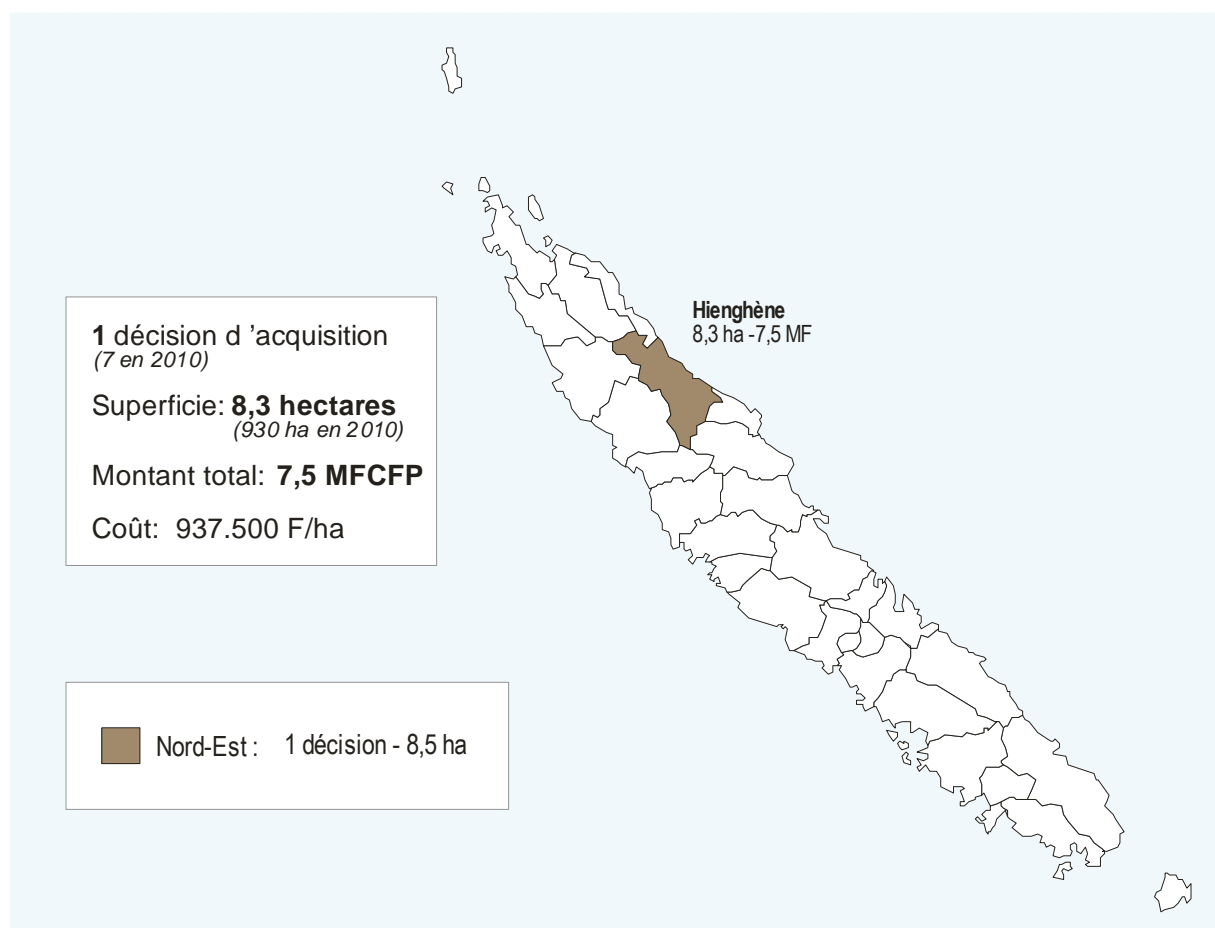 Hienghène
8,3 ha -7,5 MF
1 décision d ’acquisition
(7 en 2010)
Superficie: 8,3 hectares
(930 ha en 2010)
Montant total: 7,5 MFCFP
Coût: 937.500 F/ha
Nord-Est : 1 décision - 8,5 ha